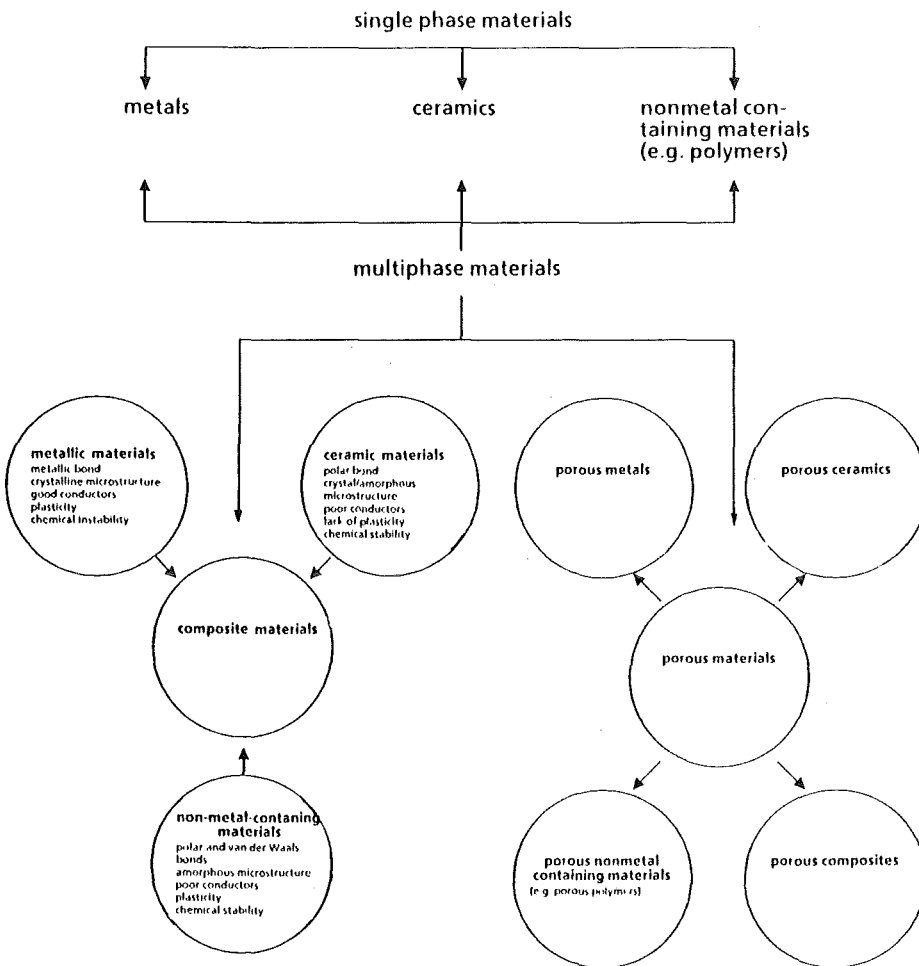 single phase materials
metals
ceramics
nonmetal con-
taining materials
(e.g. polymers)
multiphase materials
metallic materials
metallic bond
crystalline microstructure
good conductors
plasticity
chemical instability
ceramic materials
polar bond
crystal/amorphous
microstructure
poor conductors
lack of plasticity
chemical stability
porous metals
porous ceramics
composite materials
porous materials
non-metal-contaning
materials
polar and van der Waals
bonds
amorphous microstructure
poor conductors
plasticity
chemical stability
porous nonmetal
containing materials
(e.g. porous polymers)
porous composites